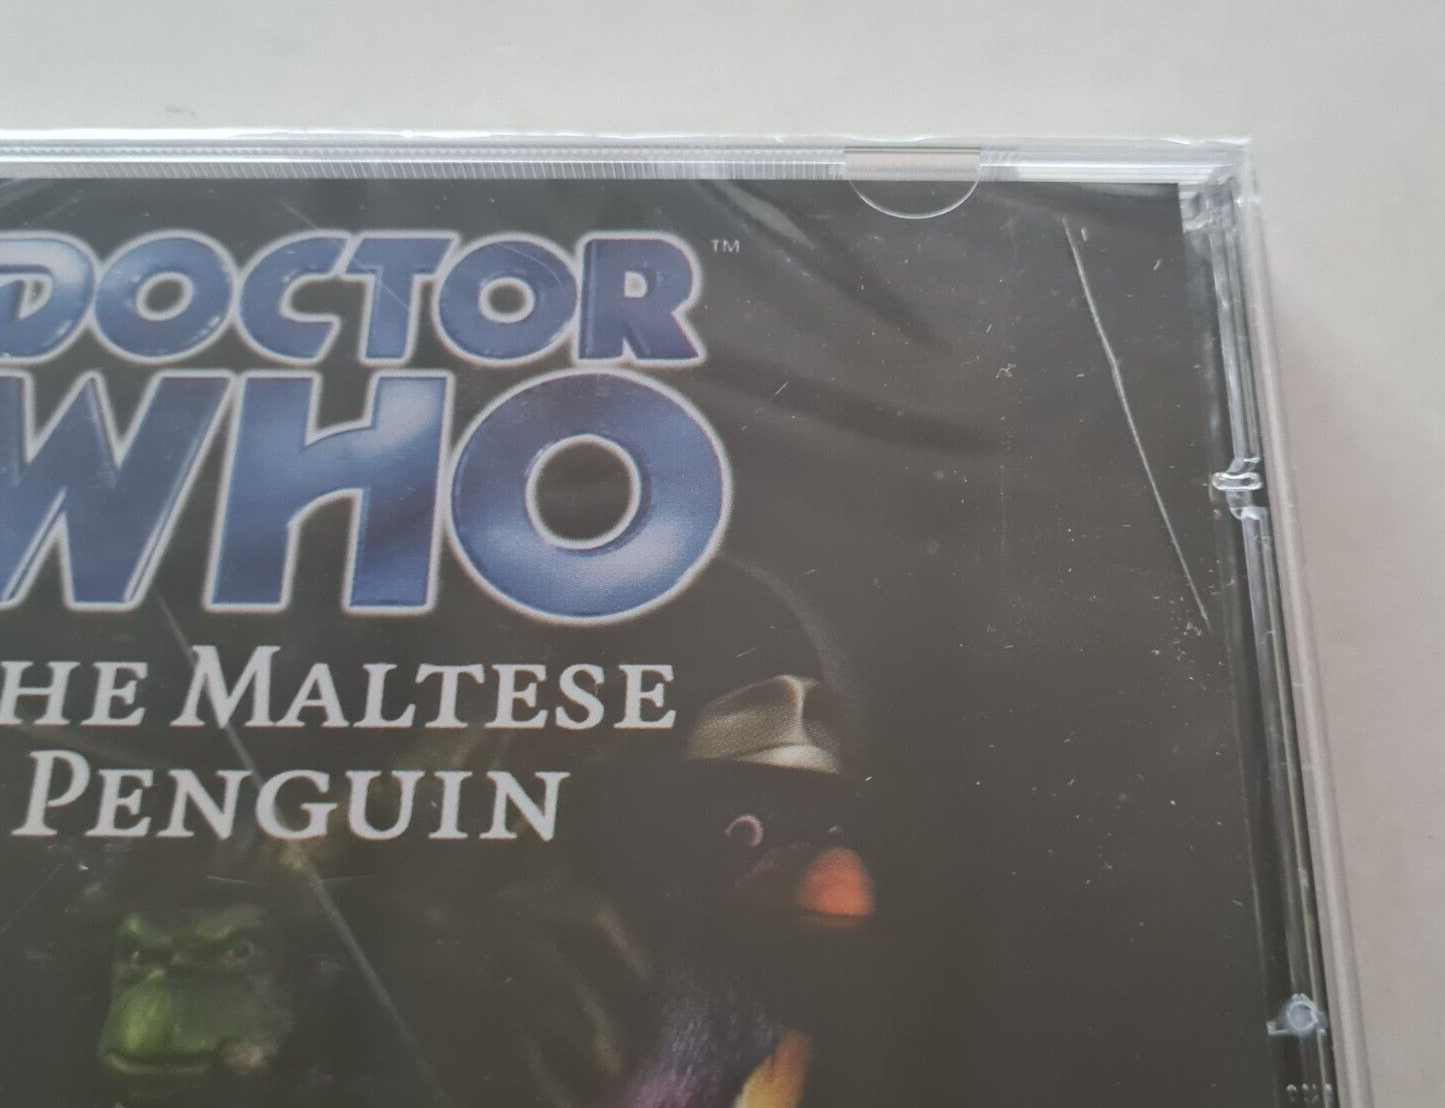 DOCTOR™
WHO
HE MALTESE
PENGUIN